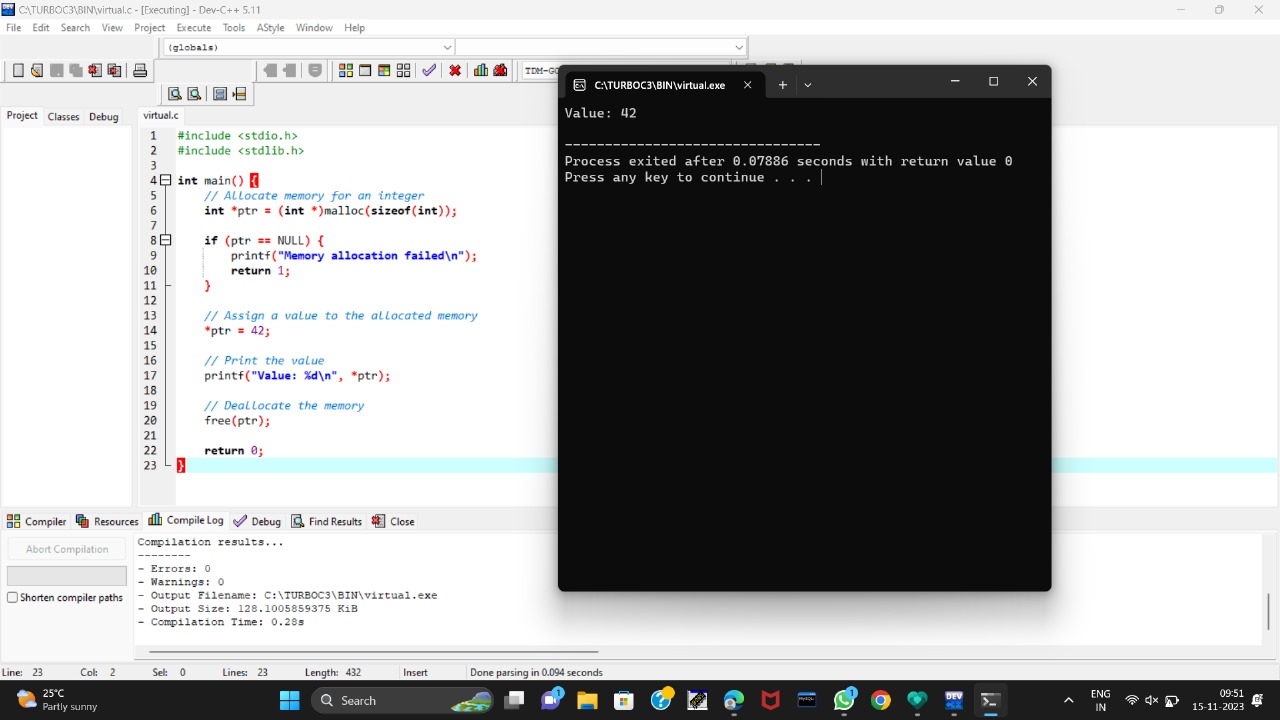 C:\TURBOC3\BIN\virtual.c - [Executing] - Dev-C++ 5.11
File Edit Search View Project Execute Tools AStyle Window Help
(globals)
TDM-GC
Project Classes Debug
virtual.c
1 #include <stdio.h>
2 #include <stdlib.h>
3
4 int main() {
5 // Allocate memory for an integer
6 int *ptr = (int *)malloc(sizeof(int));
7
8 if (ptr == NULL) {
9 printf("Memory allocation failed\n");
10 return 1;
11 }
12
13 // Assign a value to the allocated memory
14 *ptr = 42;
15
16 // Print the value
17 printf("Value: %d\n", *ptr);
18
19 // Deallocate the memory
20 free(ptr);
21
22 return 0;
23 }
C:\TURBOC3\BIN\virtual.exe
Value: 42
--------------------------------
Process exited after 0.07886 seconds with return value 0
Press any key to continue . . .
Compiler Resources Compile Log Debug Find Results Close
Abort Compilation
Shorten compiler paths
Compilation results...
--------
- Errors: 0
- Warnings: 0
- Output Filename: C:\TURBOC3\BIN\virtual.exe
- Output Size: 128.1005859375 KiB
- Compilation Time: 0.28s
Line: 23 Col: 2 Sel: 0 Lines: 23 Length: 432 Insert Done parsing in 0.094 seconds
25°C
Partly sunny
Search
1
DEV
MySQL
1
DEV
ENG
IN
09:51
15-11-2023